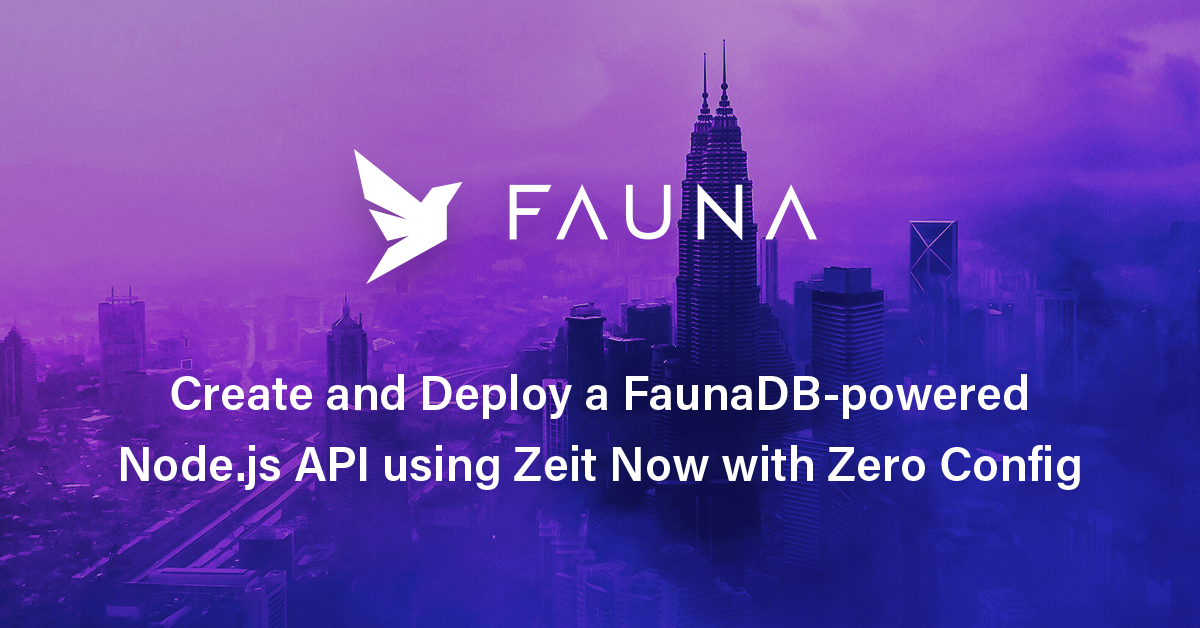 FAUNA
Create and Deploy a FaunaDB-powered
Node.js API using Zeit Now with Zero Config